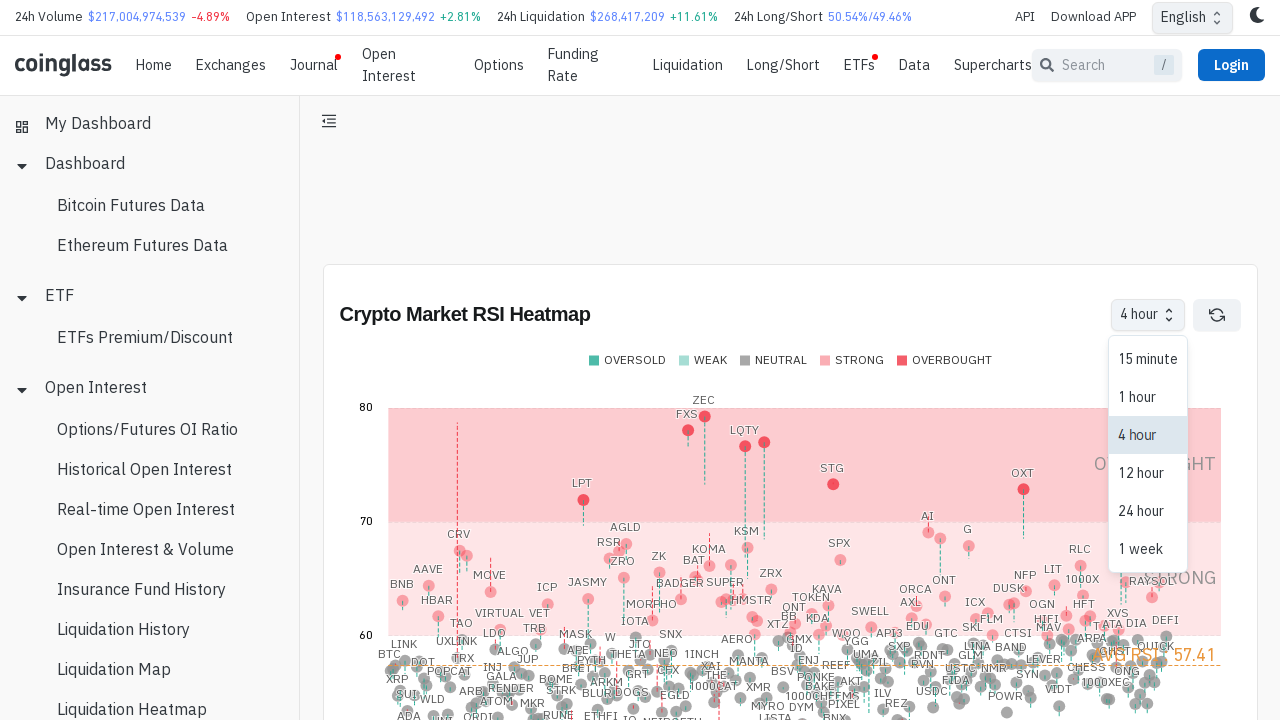 24h Volume $217,004,974,539 -4.89% Open Interest $118,563,129,492 +2.81% 24h Liquidation $268,417,209 +11.61% 24h Long/Short 50.54%/49.46% API Download APP English
coinglass Home Exchanges Journal Open Interest Options Funding Rate Liquidation Long/Short ETFs Data Supercharts Search / Login
My Dashboard
Dashboard
Bitcoin Futures Data
Ethereum Futures Data
ETF
ETFs Premium/Discount
Open Interest
Options/Futures OI Ratio
Historical Open Interest
Real-time Open Interest
Open Interest & Volume
Insurance Fund History
Liquidation History
Liquidation Map
Liquidation Heatmap
Crypto Market RSI Heatmap
4 hour
15 minute
1 hour
4 hour
12 hour
24 hour
1 week
OVERSOLD WEAK NEUTRAL STRONG OVERBOUGHT
80
ZEC
FXS
LQTY
STG
OXT
LPT
70
AI
AGLD
CRV
RSR
KSM
G
KOMA
SPX
RLC
ZK
BAT
ZRO
AAVE
MOVE
ZRX
LIT
NFP
BNB
ICP
JASMY
BADGER
SUPER
KAVA
ONT
1000X
RAYSOL
HBAR
MORPHO
HMSTR
TOKEN
ORCA
DUSK
AXL
ICX
OGN
HFT
VIRTUAL
VET
IOTA
ONT
SWELL
KDA
FLM
HIFI
XVS
TAO
TRB
XTZ
EDU
SKL
MAV
ATA
DIA
DEFI
60
LDO
MASK
W
SNX
AERO
GMX
WOO
API3
GTC
CTSI
ARPA
UXLINK
LINK
ALGO
APE
JTO
ID
YGG
SXP
LINA
BAND
QUICK
BTC
TRX
JUP
PYTH
THETA
NEO
1INCH
MANTA
ENJ
UMA
RDNT
GLM
LEVER
GHST
AVG RSI : 57.41
DOT
POPCAT
INJ
BRETT
GRT
CFX
XAI
BSV
REEF
ZIL
RVN
USTC
NMR
CHESS
ONG
XRP
GALA
BOME
ARKM
THE
PONKE
AKT
FIDA
SYN
1000XEC
SUI
ARB
RENDER
STRK
BLUR
DOGS
EGLD
1000CAT
XMR
BAKE
1000CHEEMS
ILV
USDC
POWR
VIDT
WLD
ATOM
MKR
MYRO
DYM
PIXEL
REZ
ADA
UNI
ORDI
RUNE
ETHFI
IO
NEIROETH
LISTA
BNX